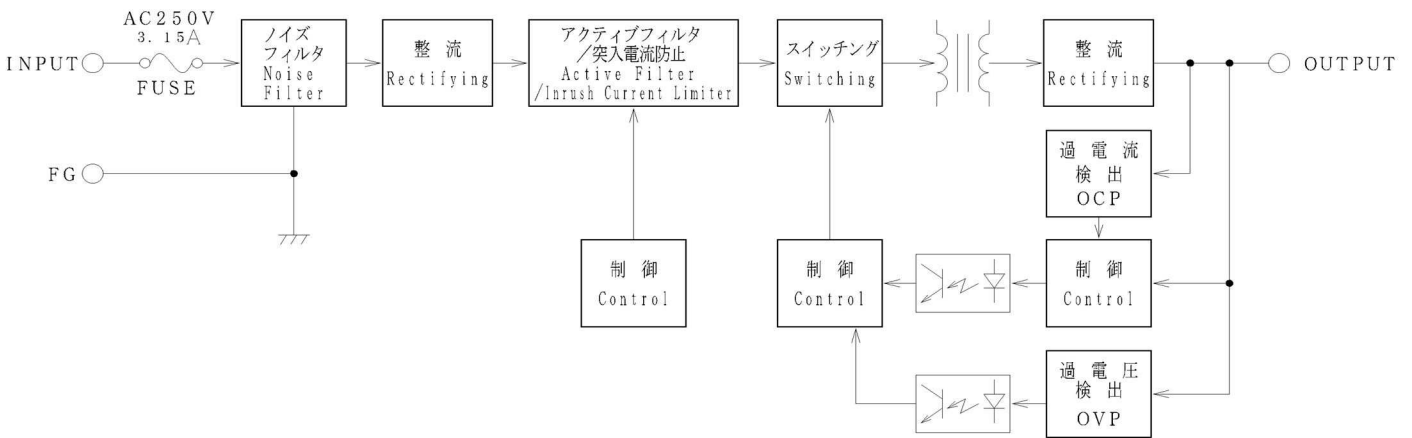 AC250V
3. 15A
INPUT
FUSE
ノイズ
フィルタ
Noise
Filter
整 流
Rectifying
アクティブフィルタ
/突入電流防止
Active Filter
/Inrush Current Limiter
スイッチング
Switching
整 流
Rectifying
OUTPUT
FG
過 電 流
検 出
OCP
制 御
Control
制 御
Control
制 御
Control
過 電 圧
検 出
OVP